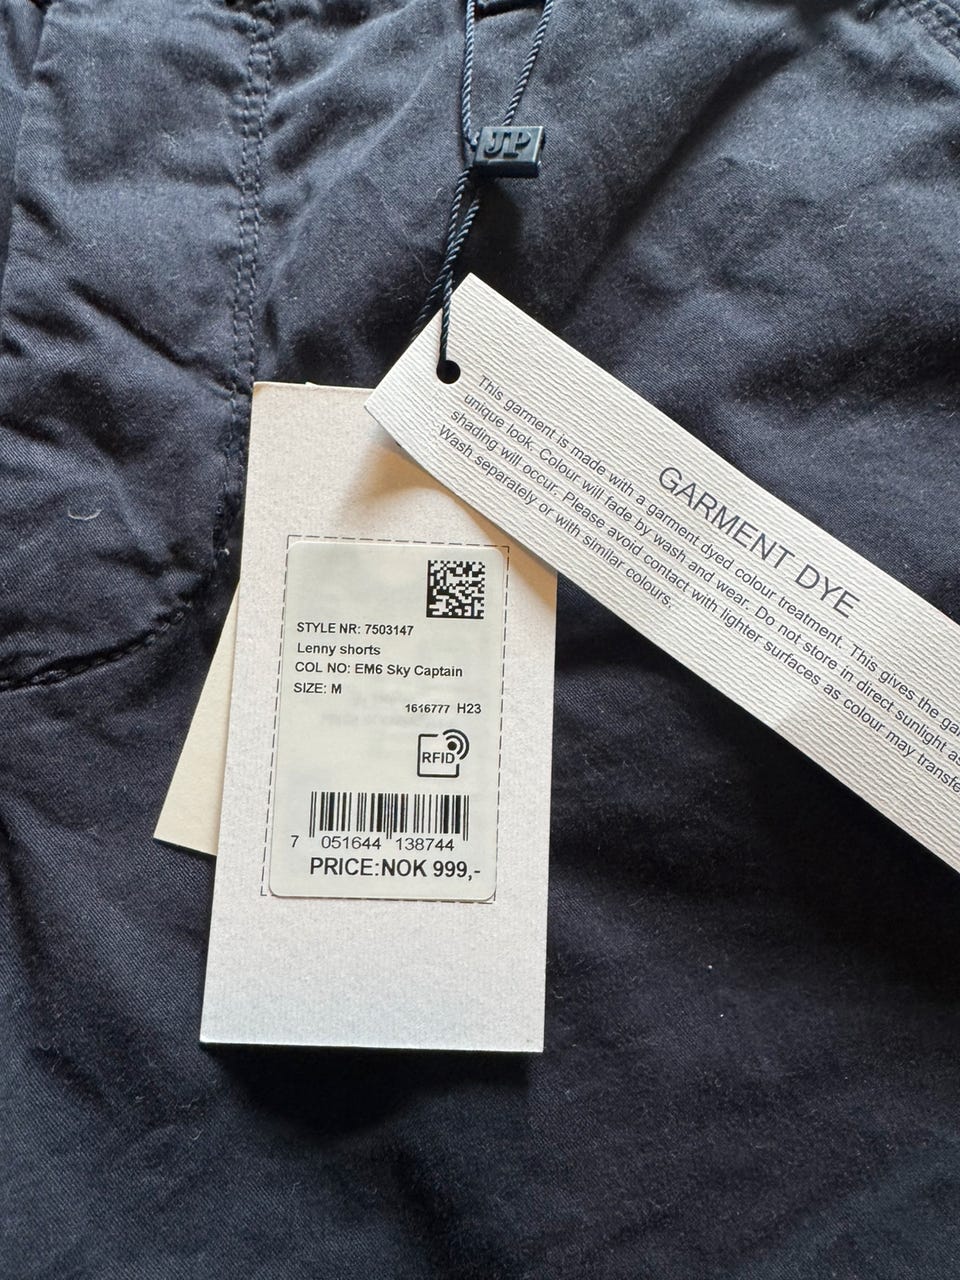 JP
GARMENT DYE
This garment is made with a garment dyed colour treatment. This gives the
unique look. Colour will fade by wash and wear. Do not store in direct sunlight as
shading will occur. Please avoid contact with lighter surfaces as colour may
Wash separately or with similar colours.
STYLE NR: 7503147
Lenny shorts
COL NO: EM6 Sky Captain
SIZE: M
1616777 H23
RFID
7 051644 138744
PRICE:NOK 999,-